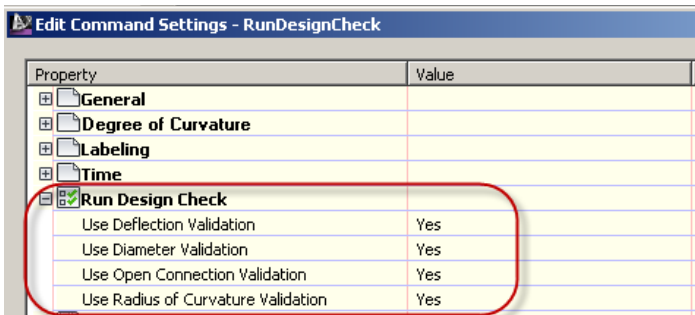 Edit Command Settings - RunDesignCheck
Property Value
General
Degree of Curvature
Labeling
Time
Run Design Check
Use Deflection Validation Yes
Use Diameter Validation Yes
Use Open Connection Validation Yes
Use Radius of Curvature Validation Yes